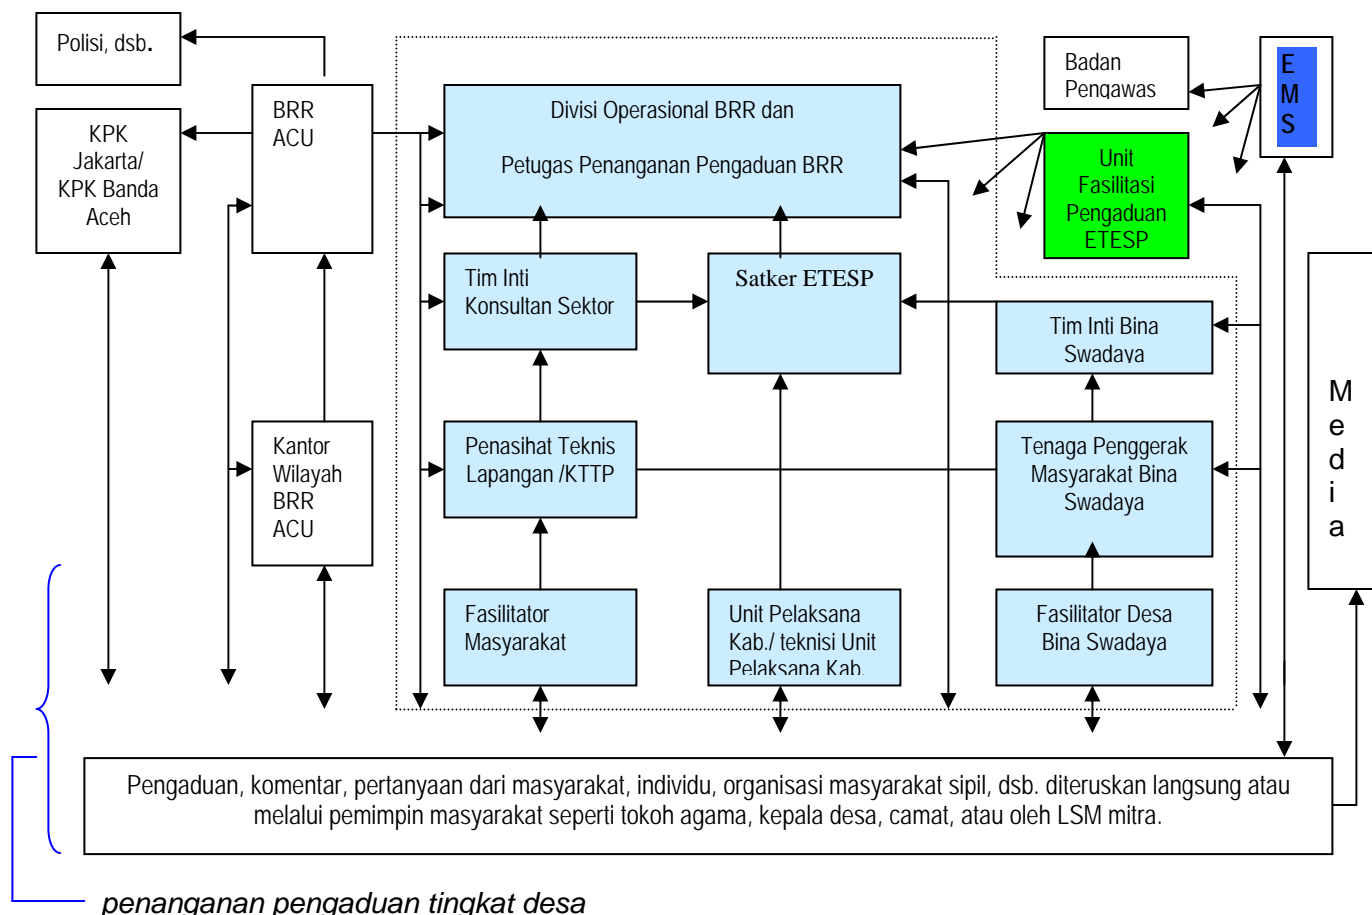 Polisi, dsb.
KPK
Jakarta/
KPK Banda
Aceh
BRR
ACU
Kantor
Wilayah
BRR
ACU
Divisi Operasional BRR dan
Petugas Penanganan Pengaduan BRR
Badan
Pengawas
E
M
S
Unit
Fasilitasi
Pengaduan
ETESP
Tim Inti
Konsultan Sektor
Satker ETESP
Tim Inti Bina
Swadaya
Penasihat Teknis
Lapangan /KTTP
Tenaga Penggerak
Masyarakat Bina
Swadaya
Fasilitator
Masyarakat
Unit Pelaksana
Kab./ teknisi Unit
Pelaksana Kab.
Fasilitator Desa
Bina Swadaya
M
e
d
i
a
Pengaduan, komentar, pertanyaan dari masyarakat, individu, organisasi masyarakat sipil, dsb. diteruskan langsung atau
melalui pemimpin masyarakat seperti tokoh agama, kepala desa, camat, atau oleh LSM mitra.
penanganan pengaduan tingkat desa